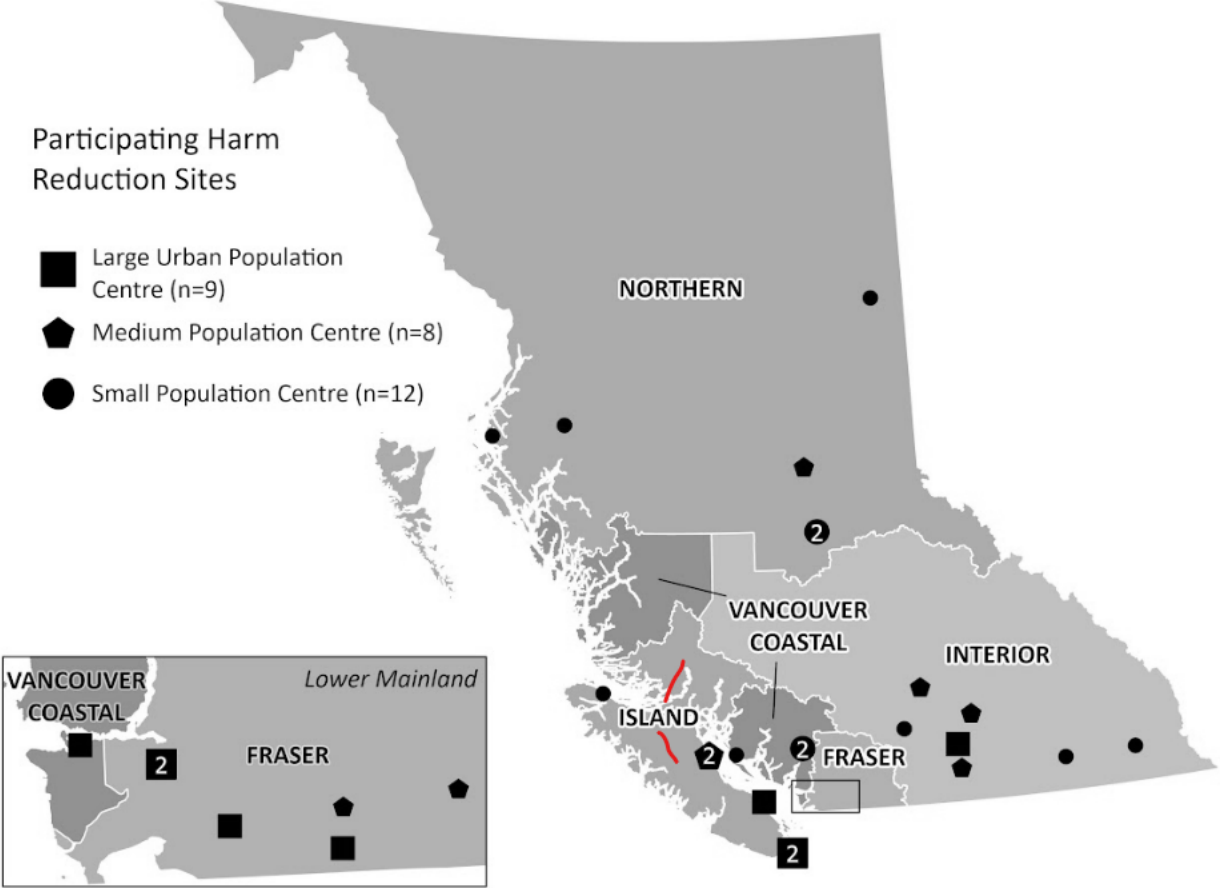 Participating Harm
Reduction Sites
Large Urban Population
Centre (n=9)
Medium Population Centre (n=8)
Small Population Centre (n=12)
NORTHERN
2
VANCOUVER
COASTAL
INTERIOR
ISLAND
2
2
FRASER
2
VANCOUVER
COASTAL
Lower Mainland
FRASER
2